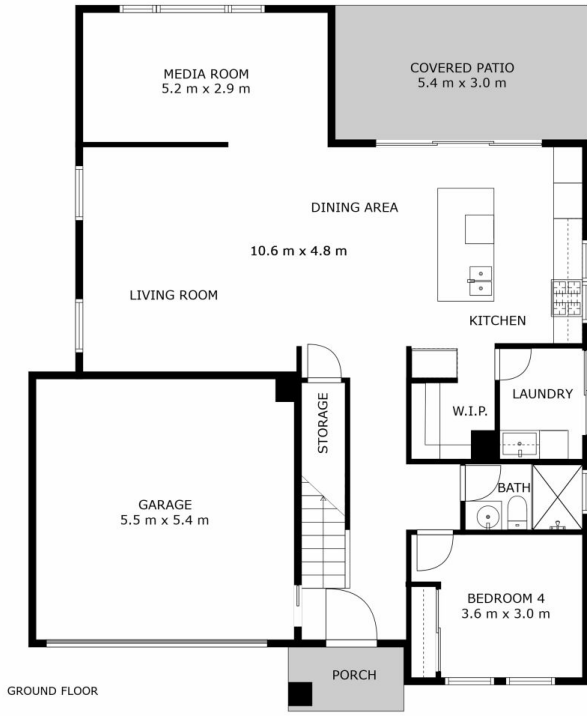 MEDIA ROOM
5.2 m x 2.9 m
COVERED PATIO
5.4 m x 3.0 m
DINING AREA
10.6 m x 4.8 m
LIVING ROOM
KITCHEN
STORAGE
W.I.P.
LAUNDRY
GARAGE
5.5 m x 5.4 m
BATH
BEDROOM 4
3.6 m x 3.0 m
PORCH
GROUND FLOOR